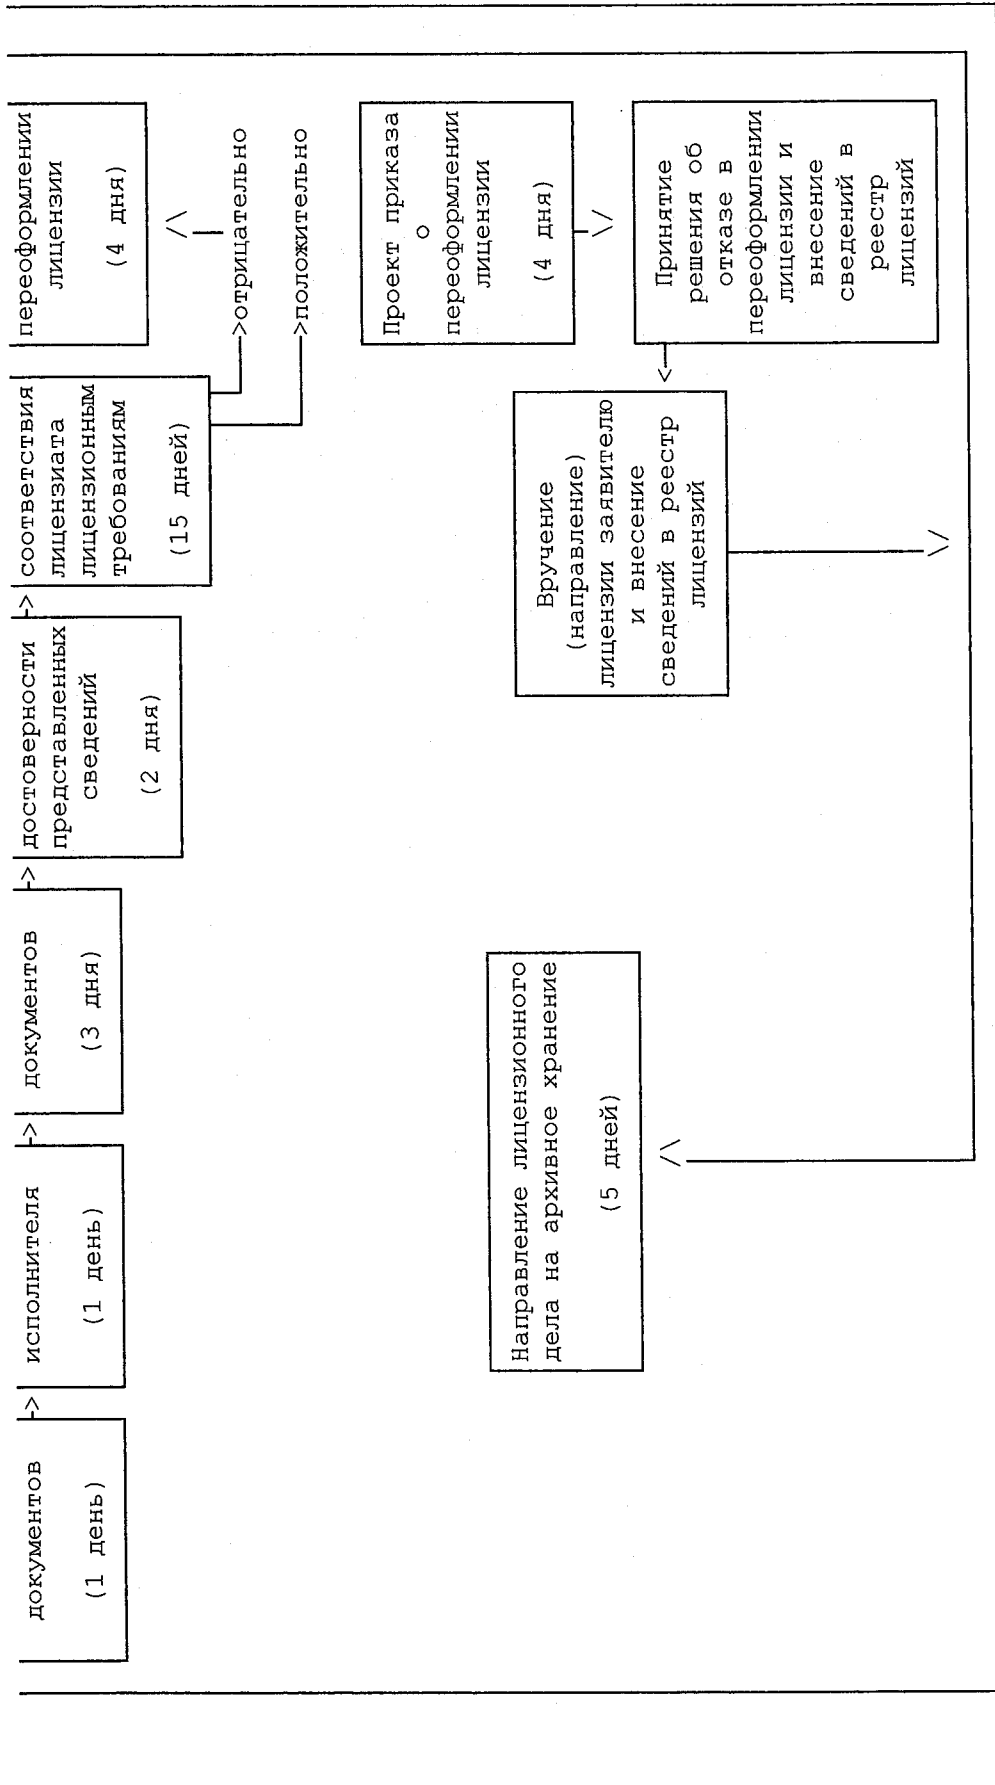 документов
(1 день)
исполнителя
(1 день)
документов
(3 дня)
достоверности
представленных
сведений
(2 дня)
соответствия
лицензиата
лицензионным
требованиям
(15 дней)
переоформлении
лицензии
(4 дня)
>отрицательно
>положительно
Проект приказа
о
переоформлении
лицензии
(4 дня)
Принятие
решения об
отказе в
переоформлении
лицензии и
внесение
сведений в
реестр
лицензий
Вручение
(направление)
лицензии заявителю
и внесение
сведений в реестр
лицензий
Направление лицензионного
дела на архивное хранение
(5 дней)